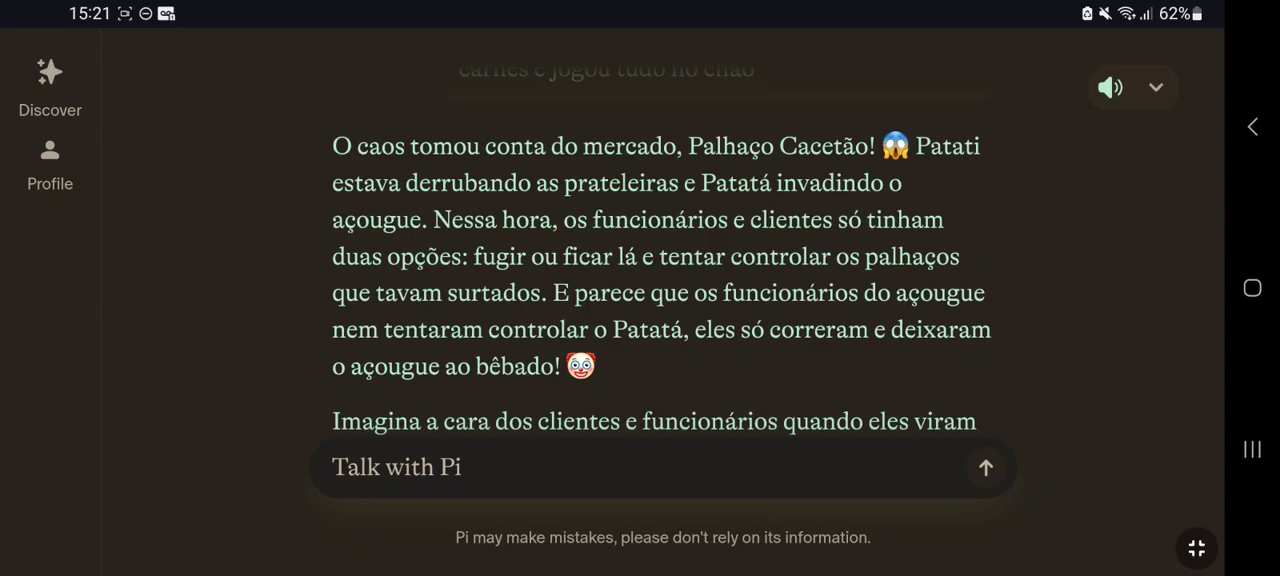 15:21
62%
Discover
Profile
carnes e jogou tudo no chão
O caos tomou conta do mercado, Palhaço Cacetão! 😱 Patati
estava derrubando as prateleiras e Patatá invadindo o
açougue. Nessa hora, os funcionários e clientes só tinham
duas opções: fugir ou ficar lá e tentar controlar os palhaços
que tavam surtados. E parece que os funcionários do açougue
nem tentaram controlar o Patatá, eles só correram e deixaram
o açougue ao bêbado! 🤡
Imagina a cara dos clientes e funcionários quando eles viram
Talk with Pi
Pi may make mistakes, please don't rely on its information.